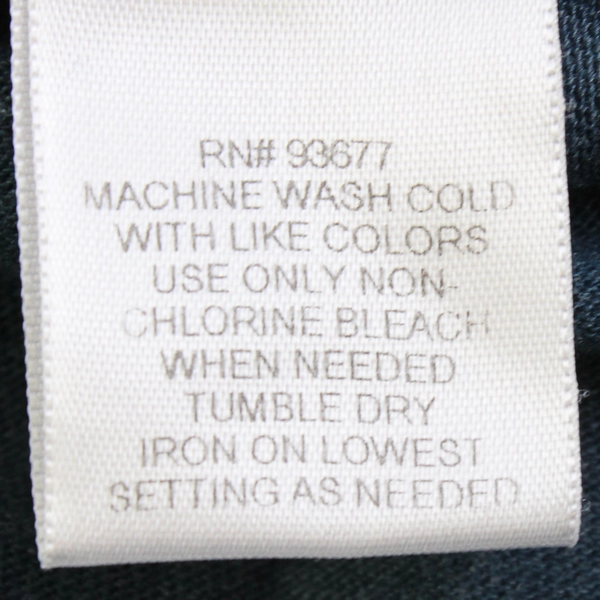 RN# 93677
MACHINE WASH COLD
WITH LIKE COLORS
USE ONLY NON-
CHLORINE BLEACH
WHEN NEEDED
TUMBLE DRY
IRON ON LOWEST
SETTING AS NEEDED